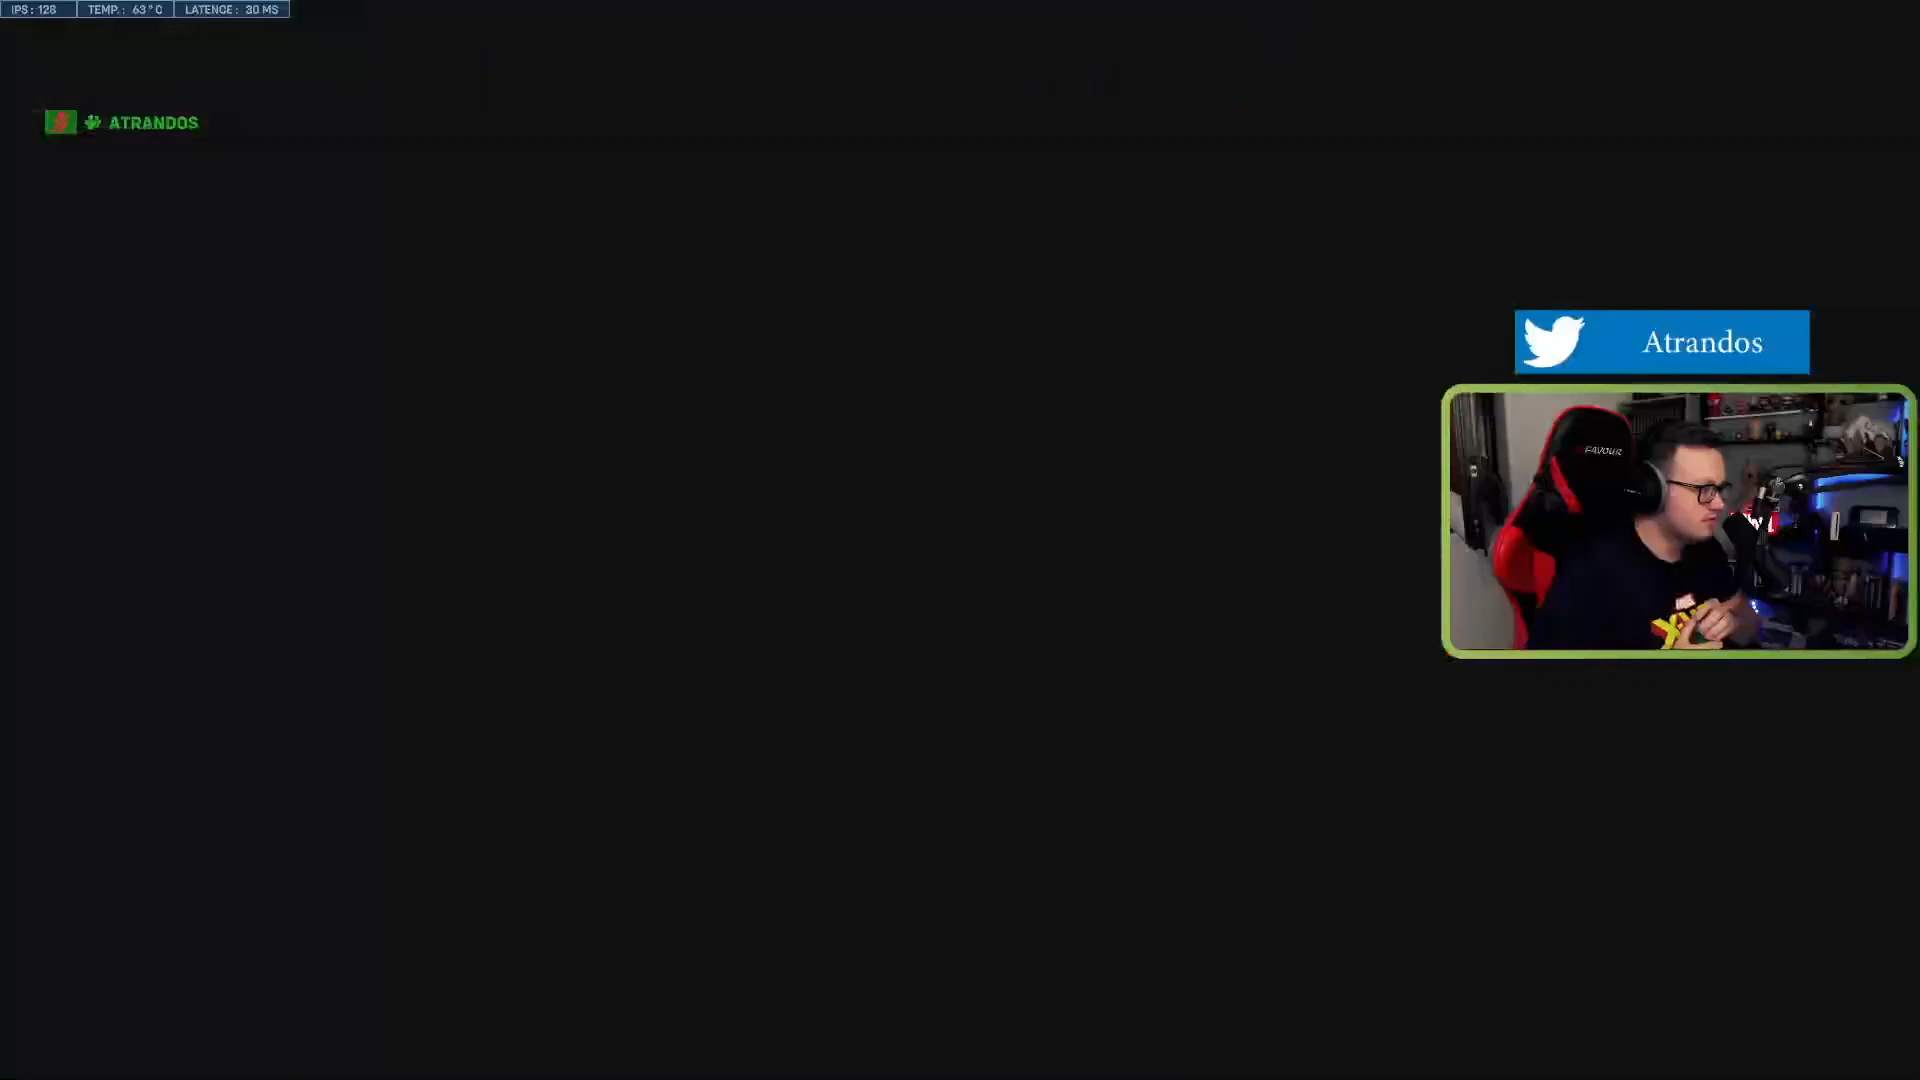 IPS : 128 TEMP. : 63°C LATENCE : 30 MS
ATRANDOS
Atrandos
FAVOUR